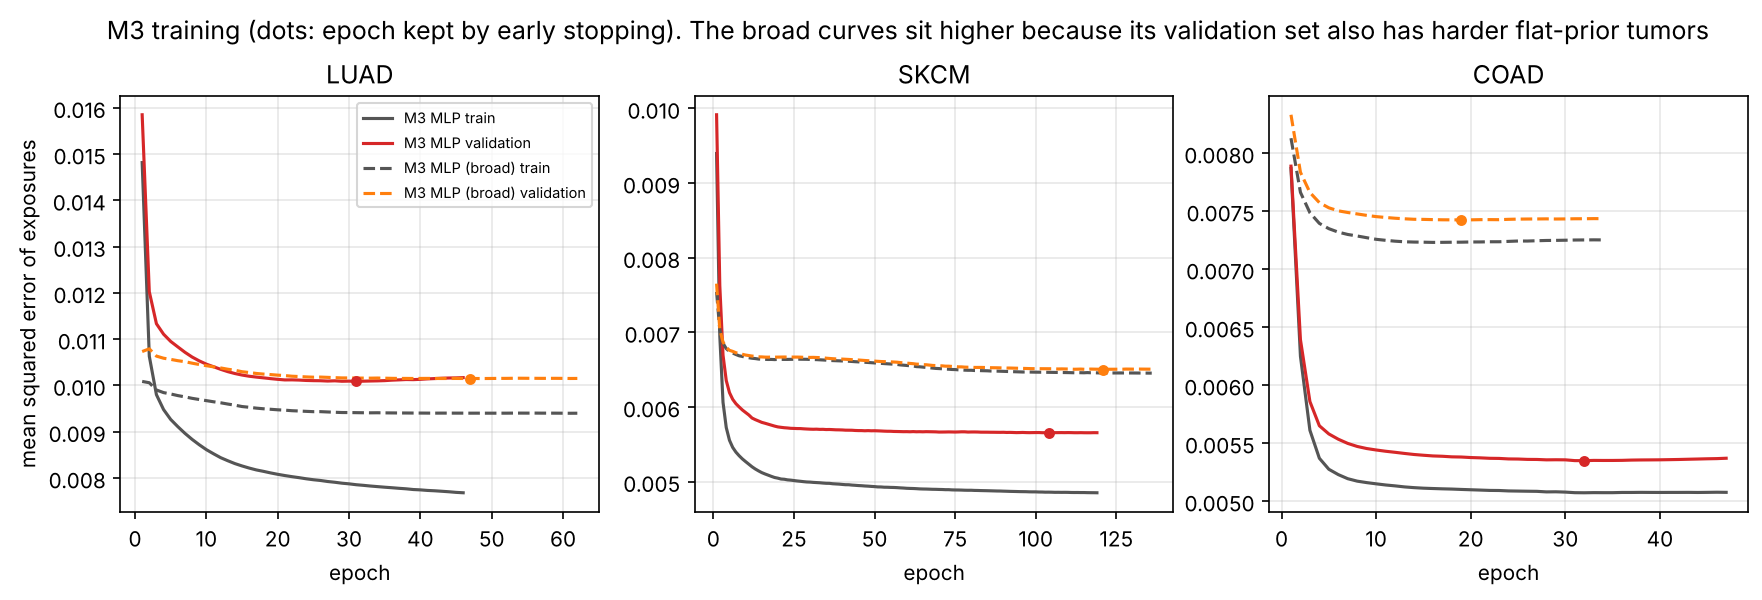 M3 training (dots: epoch kept by early stopping). The broad curves sit higher because its validation set also has harder flat-prior tumors
LUAD
mean squared error of exposures
0.016
0.015
0.014
0.013
0.012
0.011
0.010
0.009
0.008
M3 MLP train
M3 MLP validation
M3 MLP (broad) train
M3 MLP (broad) validation
0 10 20 30 40 50 60
epoch
SKCM
0.010
0.009
0.008
0.007
0.006
0.005
0 25 50 75 100 125
epoch
COAD
0.0080
0.0075
0.0070
0.0065
0.0060
0.0055
0.0050
0 10 20 30 40
epoch